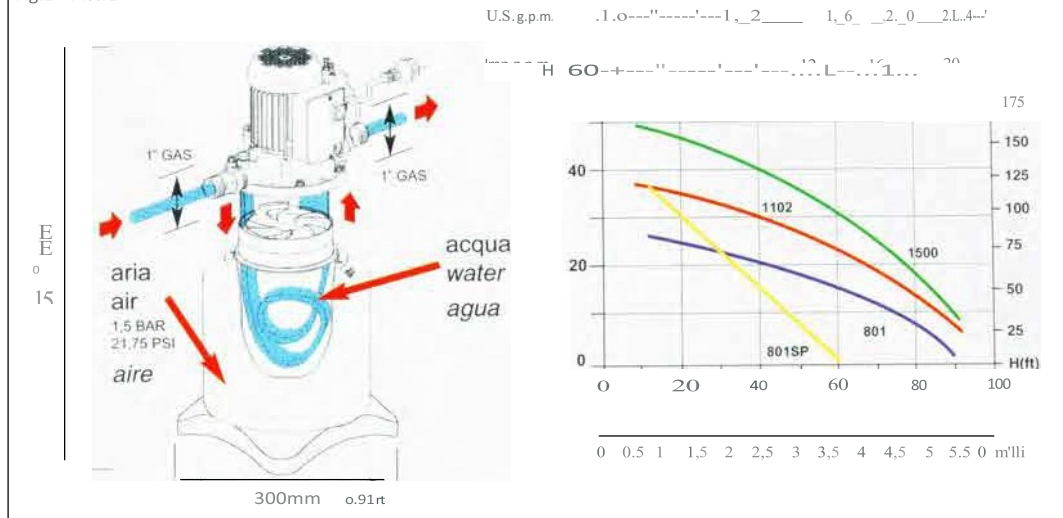 U.S. g.p.m.
H 60
1" GAS
1" GAS
aria
air
1,5 BAR
21,75 PSI
aire
acqua
water
agua
300mm
175
150
125
100
75
50
25
H(ft)
40
20
0
1102
1500
801
801SP
0 20 40 60 80 100
0 0.5 1 1,5 2 2,5 3 3,5 4 4,5 5 5.5 0